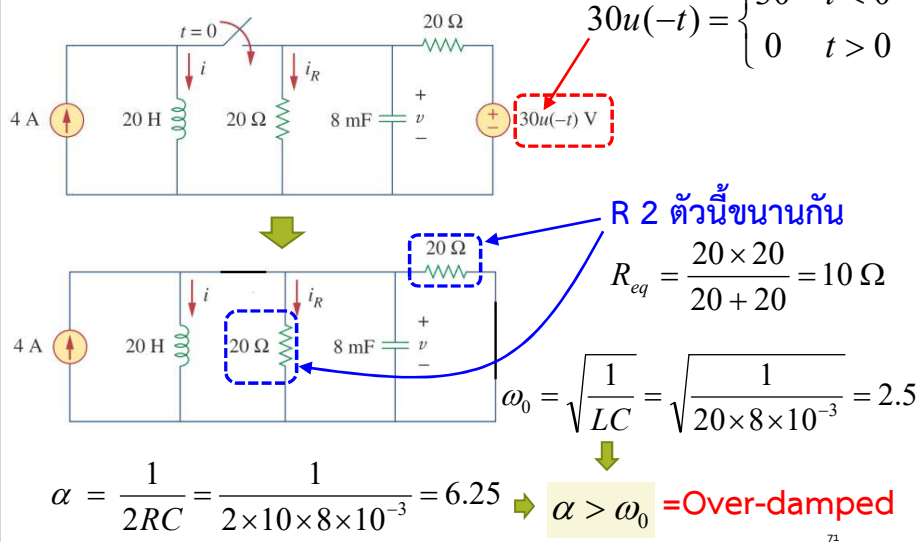 20 Ω
30u(−t) = { 30 t < 0
0 t > 0
t = 0
i
i_R
4 A
20 H
20 Ω
8 mF
+
v
−
+
−
30u(−t) V
R 2 ตัวนี้ขนานกัน
20 Ω
R_eq = (20 × 20)/(20 + 20) = 10 Ω
i
i_R
4 A
20 H
20 Ω
8 mF
+
v
−
ω₀ = √(1/LC) = √(1/(20×8×10⁻³)) = 2.5
α = 1/(2RC) = 1/(2×10×8×10⁻³) = 6.25
α > ω₀ =Over-damped
71